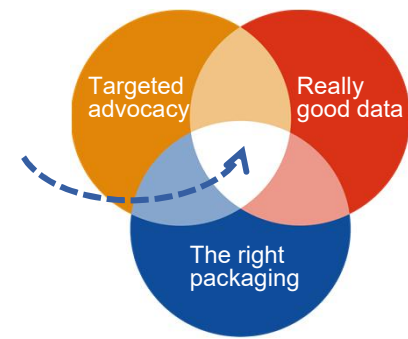 Targeted
advocacy
Really
good data
The right
packaging